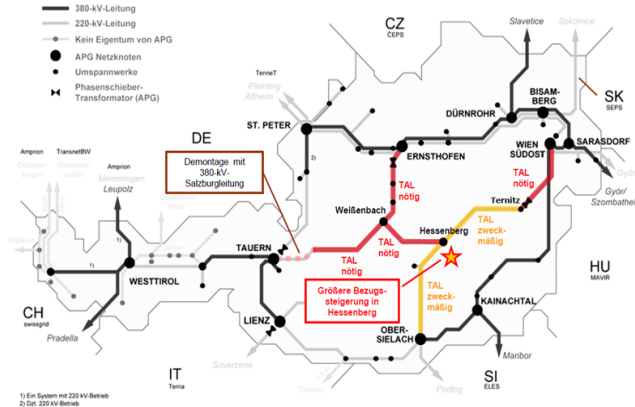 380-kV-Leitung
220-kV-Leitung
Kein Eigentum von APG
APG Netzknoten
Umspannwerke
Phasenschieber-
Transformator (APG)
CZ
ČEPS
Slavetice
Sokolnice
SK
SEPS
TenneT
Pleinting
Altheim
ST. PETER
DÜRNROHR
BISAM-
BERG
WIEN
SÜDOST
SARASDORF
Györ
Györ/
Szombathely
DE
Demontage mit
380-kV-
Salzburgleitung
2)
ERNSTHOFEN
TAL
nötig
TAL
nötig
Ternitz
Amprion
TransnetBW
Amprion
Memmingen
Leupolz
Weißenbach
Hessenberg
TAL
zweck-
mäßig
TAUERN
TAL
nötig
TAL
nötig
1)
1)
WESTTIROL
Größere Bezugs-
steigerung in
Hessenberg
TAL
zweck-
mäßig
HU
MAVIR
KAINACHTAL
CH
swissgrid
Pradella
LIENZ
OBER-
SIELACH
Soverzene
Podlog
Maribor
IT
Terna
SI
ELES
1) Ein System mit 220 kV-Betrieb
2) Dzt. 220 kV-Betrieb